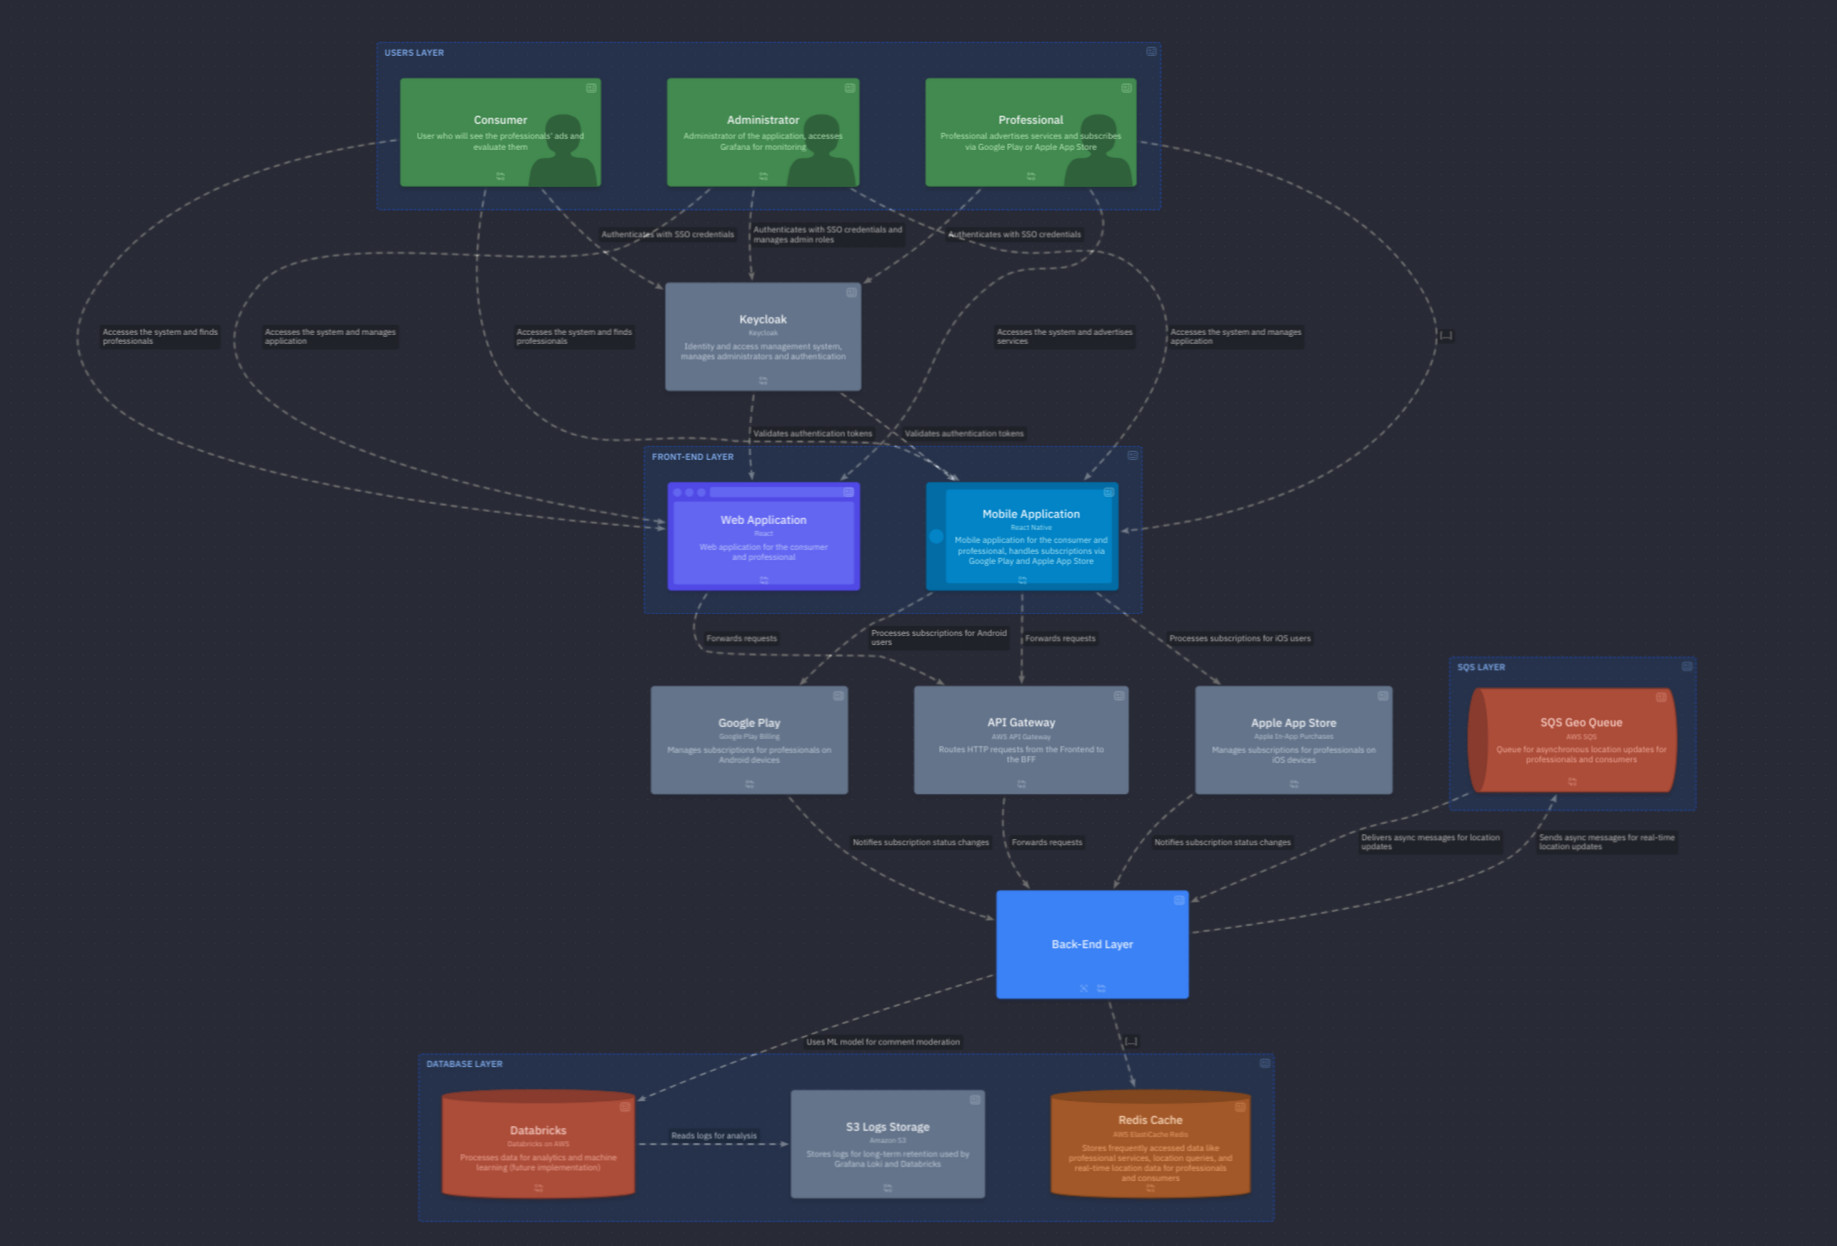 USERS LAYER
Consumer
User who will see the professionals' ads and
evaluate them
Administrator
Administrator of the application, accesses
Grafana for monitoring
Professional
Professional advertises services and subscribes
via Google Play or Apple App Store
Authenticates with SSO credentials
Authenticates with SSO credentials and
manages admin roles
Authenticates with SSO credentials
Keycloak
Keycloak
Identity and access management system,
manages administrators and authentication
Accesses the system and finds
professionals
Accesses the system and manages
application
Accesses the system and finds
professionals
Accesses the system and advertises
services
Accesses the system and manages
application
[...]
Validates authentication tokens
Validates authentication tokens
FRONT-END LAYER
Web Application
React
Web application for the consumer
and professional
Mobile Application
React Native
Mobile application for the consumer and
professional, handles subscriptions via
Google Play and Apple App Store
Forwards requests
Processes subscriptions for Android
users
Forwards requests
Processes subscriptions for iOS users
Google Play
Google Play Billing
Manages subscriptions for professionals on
Android devices
API Gateway
AWS API Gateway
Routes HTTP requests from the Frontend to
the BFF
Apple App Store
Apple In-App Purchases
Manages subscriptions for professionals on
iOS devices
SQS LAYER
SQS Geo Queue
AWS SQS
Queue for asynchronous location updates for
professionals and consumers
Notifies subscription status changes
Forwards requests
Notifies subscription status changes
Delivers async messages for location
updates
Sends async messages for real-time
location updates
Back-End Layer
Uses ML model for comment moderation
[...]
DATABASE LAYER
Databricks
Databricks on AWS
Processes data for analytics and machine
learning (future implementation)
Reads logs for analysis
S3 Logs Storage
Amazon S3
Stores logs for long-term retention used by
Grafana Loki and Databricks
Redis Cache
AWS ElastiCache Redis
Stores frequently accessed data like
professional services, location queries, and
real-time location data for professionals
and consumers